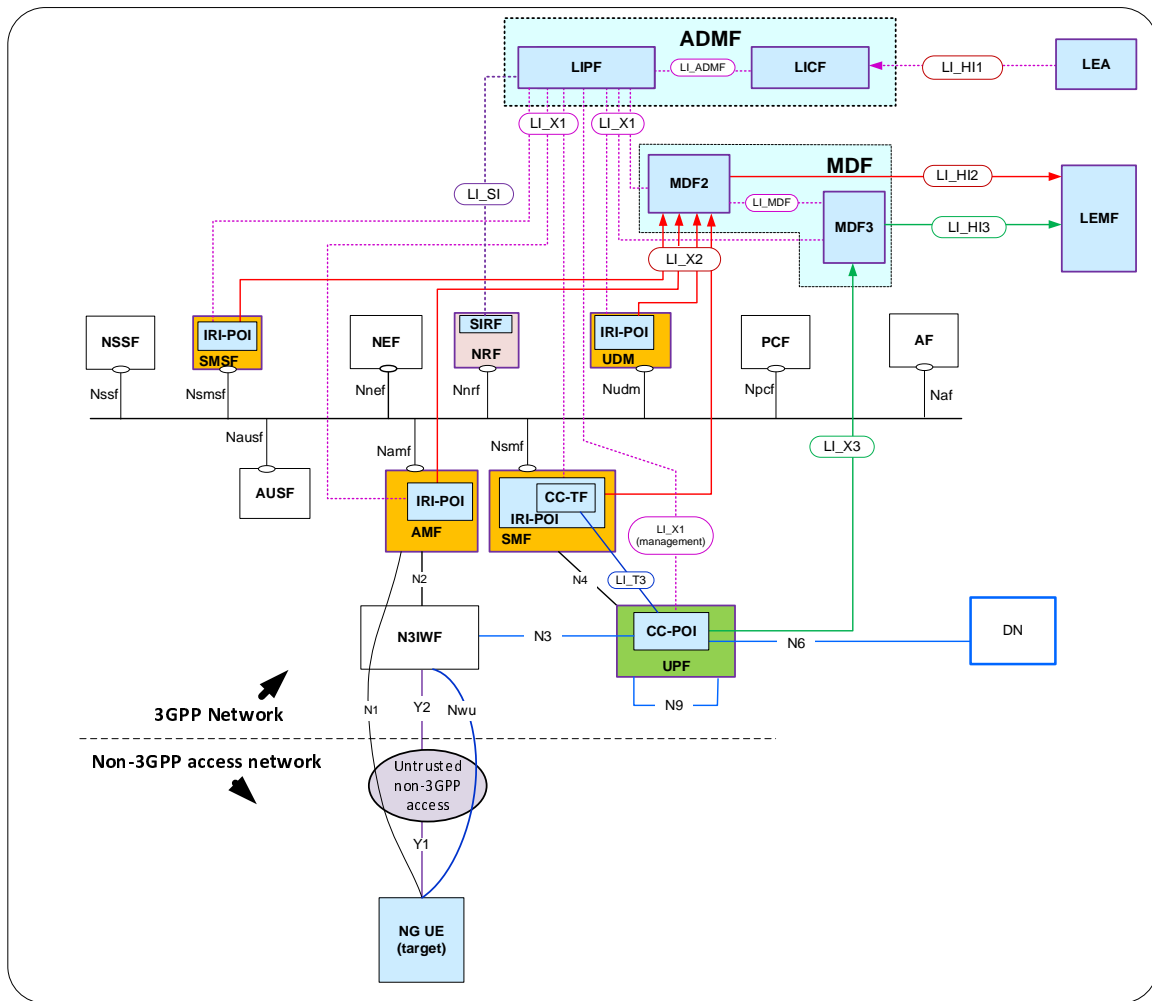 ADMF
LIPF
LI_ADMF
LICF
LI_HI1
LEA
LI_X1
LI_X1
MDF
MDF2
LI_HI2
LI_SI
LI_MDF
MDF3
LI_HI3
LEMF
LI_X2
NSSF
IRI-POI
SMSF
NEF
SIRF
NRF
IRI-POI
UDM
PCF
AF
Nssf
Nsmsf
Nnef
Nnrf
Nudm
Npcf
Naf
Nausf
Namf
Nsmf
LI_X3
AUSF
IRI-POI
AMF
CC-TF
IRI-POI
SMF
LI_X1
(management)
N2
N4
LI_T3
N3IWF
N3
CC-POI
UPF
N6
DN
N1
Y2
Nwu
N9
3GPP Network
Non-3GPP access network
Untrusted
non-3GPP
access
Y1
NG UE
(target)